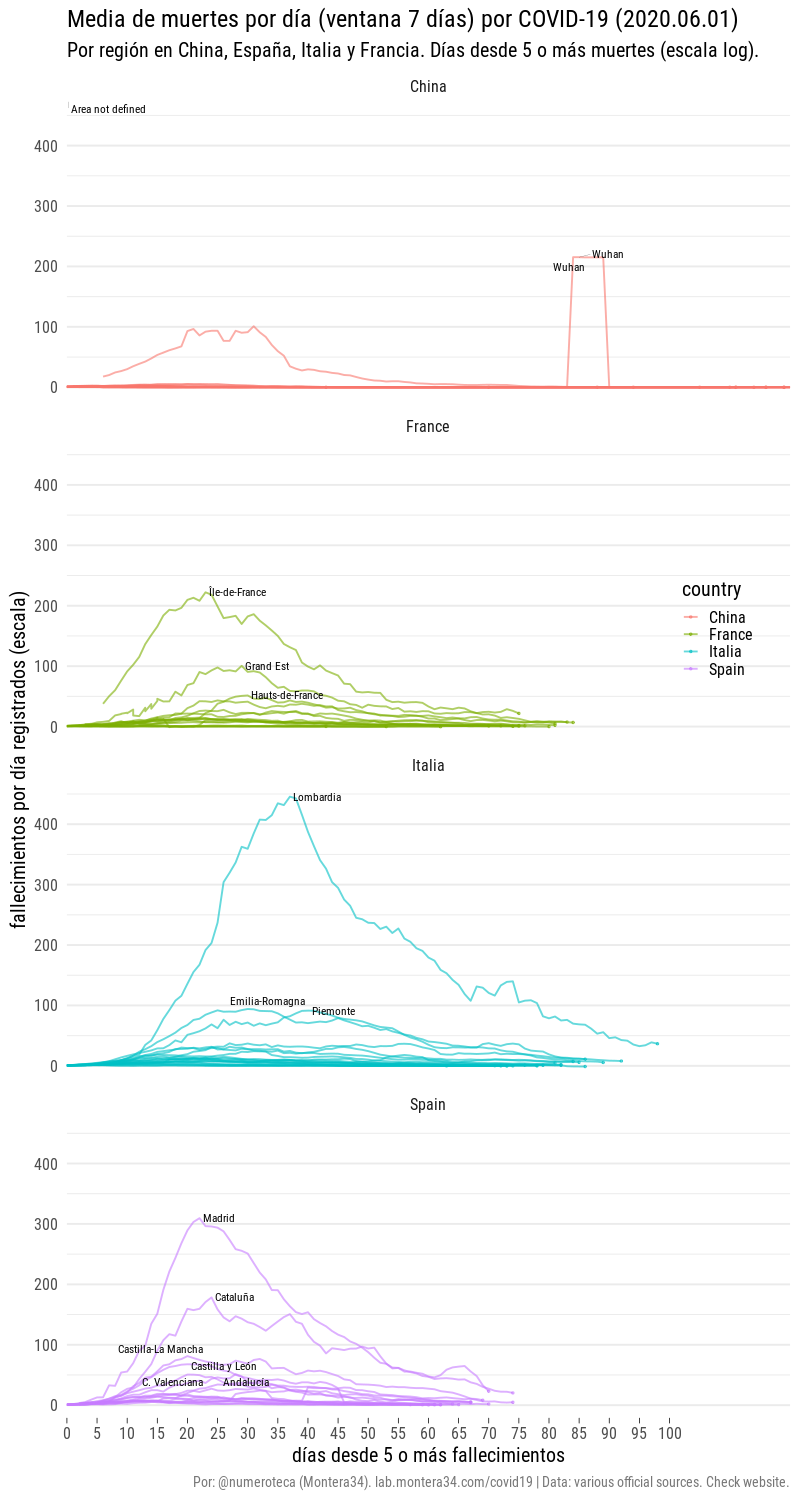 Media de muertes por día (ventana 7 días) por COVID-19 (2020.06.01)
Por región en China, España, Italia y Francia. Días desde 5 o más muertes (escala log).
China
Area not defined
400
300
Wuhan
200
Wuhan
100
0
France
400
300
country
China
France
Italia
Spain
200
Île-de-France
100
Grand Est
Hauts-de-France
0
fallecimientos por día registrados (escala)
Italia
Lombardia
400
300
200
100
Emilia-Romagna
Piemonte
0
Spain
400
300
Madrid
200
Cataluña
100
Castilla-La Mancha
Castilla y León
C. Valenciana
Andalucía
0
0 5 10 15 20 25 30 35 40 45 50 55 60 65 70 75 80 85 90 95 100
días desde 5 o más fallecimientos
Por: @numeroteca (Montera34). lab.montera34.com/covid19 | Data: various official sources. Check website.